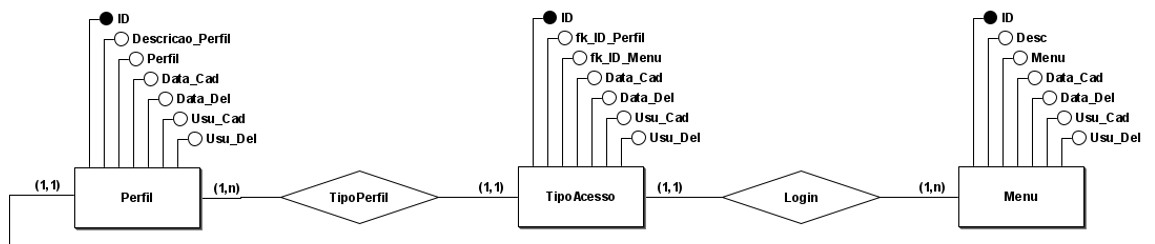 ID
Descricao_Perfil
Perfil
Data_Cad
Data_Del
Usu_Cad
Usu_Del
(1,1)
Perfil
(1,n)
TipoPerfil
(1,1)
ID
fk_ID_Perfil
fk_ID_Menu
Data_Cad
Data_Del
Usu_Cad
Usu_Del
TipoAcesso
(1,1)
Login
(1,n)
ID
Desc
Menu
Data_Cad
Data_Del
Usu_Cad
Usu_Del
Menu